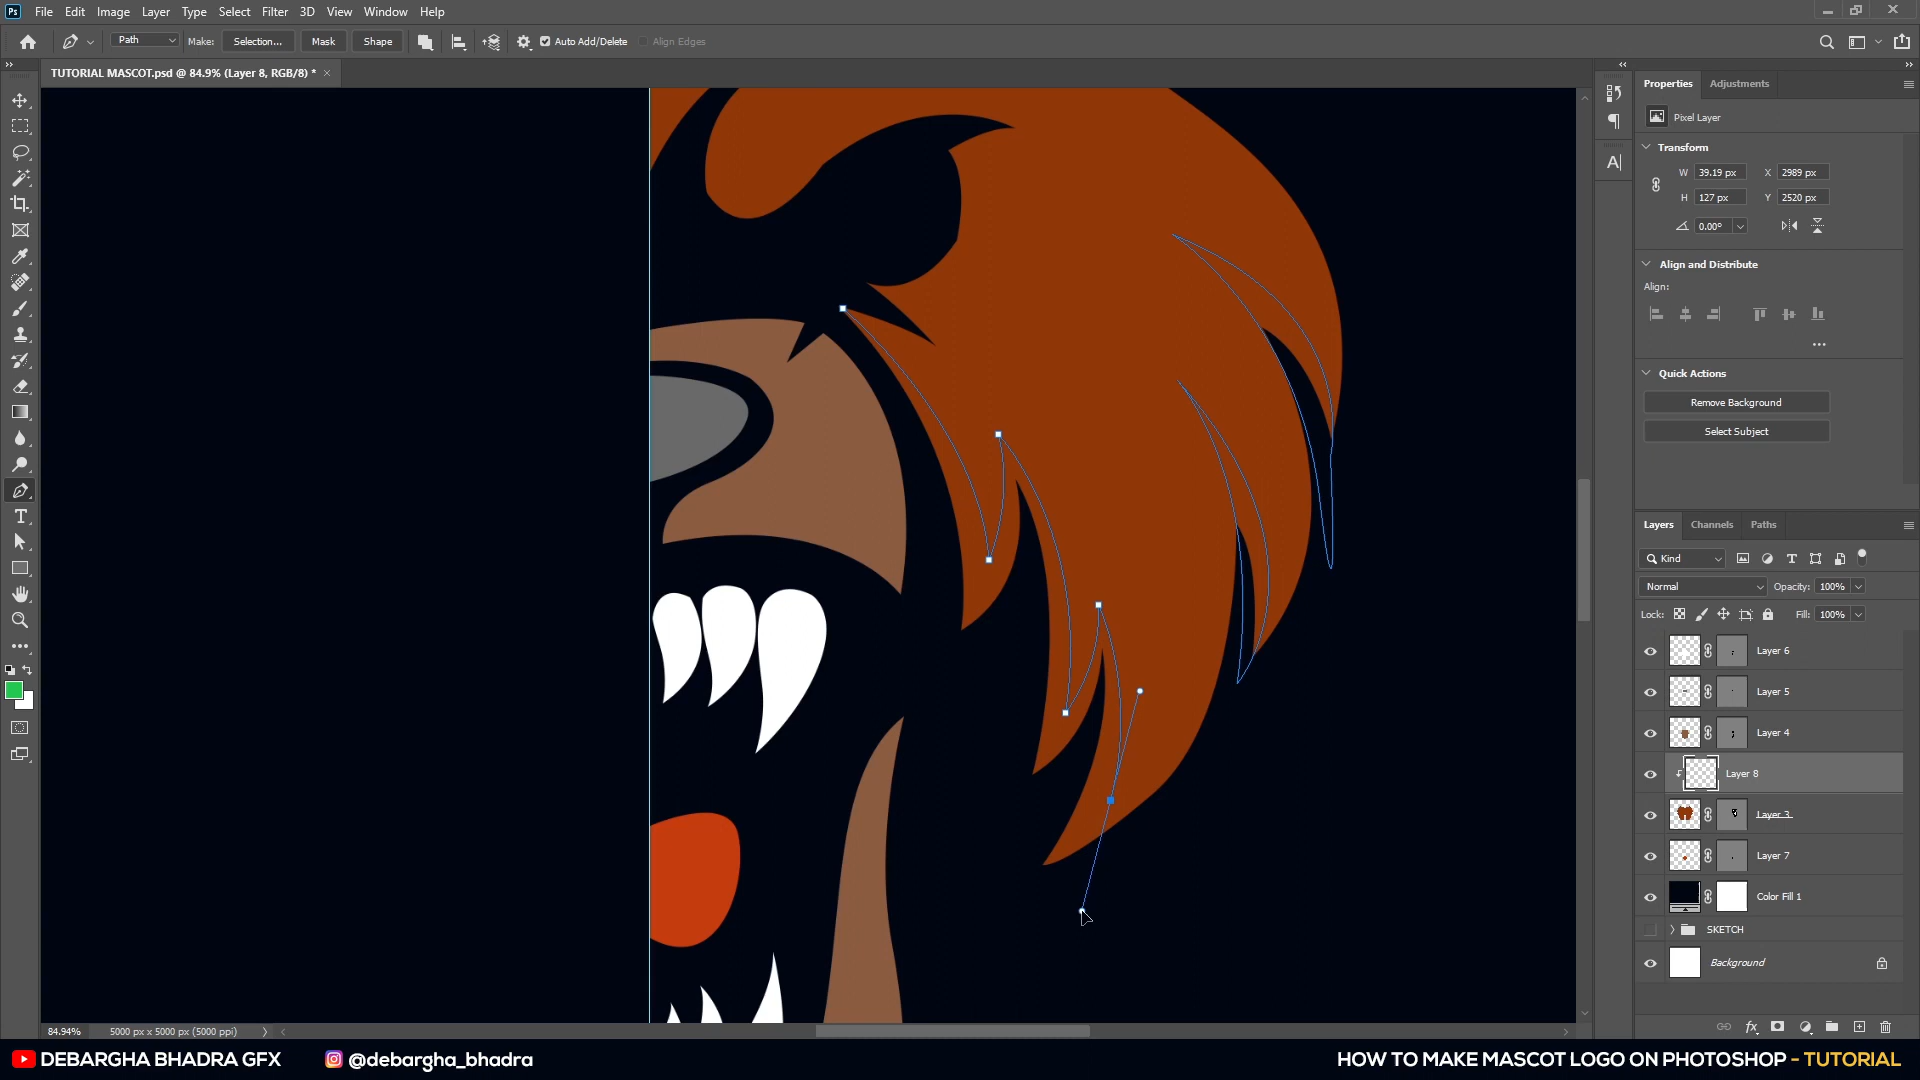 Ps File Edit Image Layer Type Select Filter 3D View Window Help
Path Make: Selection... Mask Shape Auto Add/Delete Align Edges
TUTORIAL MASCOT.psd @ 84.9% (Layer 8, RGB/8) *
Properties Adjustments
Pixel Layer
Transform
W 39.19 px X 2989 px
H 127 px Y 2520 px
0.00°
Align and Distribute
Align:
Quick Actions
Remove Background
Select Subject
Layers Channels Paths
Kind
Normal Opacity: 100%
Lock: Fill: 100%
Layer 6
Layer 5
Layer 4
Layer 8
Layer 3
Layer 7
Color Fill 1
SKETCH
Background
84.94% 5000 px x 5000 px (5000 ppi)
DEBARGHA BHADRA GFX @debargha_bhadra HOW TO MAKE MASCOT LOGO ON PHOTOSHOP - TUTORIAL